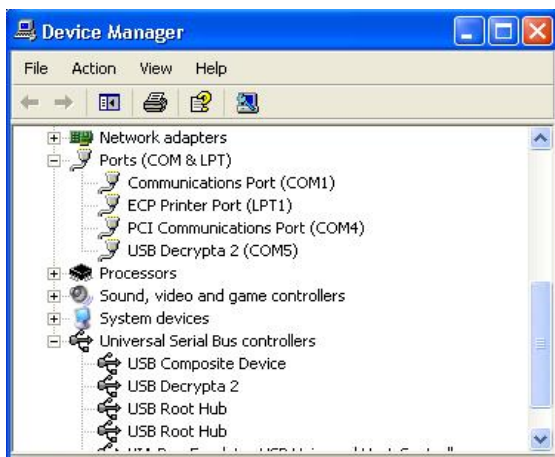 Device Manager
File Action View Help
Network adapters
Ports (COM & LPT)
Communications Port (COM1)
ECP Printer Port (LPT1)
PCI Communications Port (COM4)
USB Decrypta 2 (COM5)
Processors
Sound, video and game controllers
System devices
Universal Serial Bus controllers
USB Composite Device
USB Decrypta 2
USB Root Hub
USB Root Hub